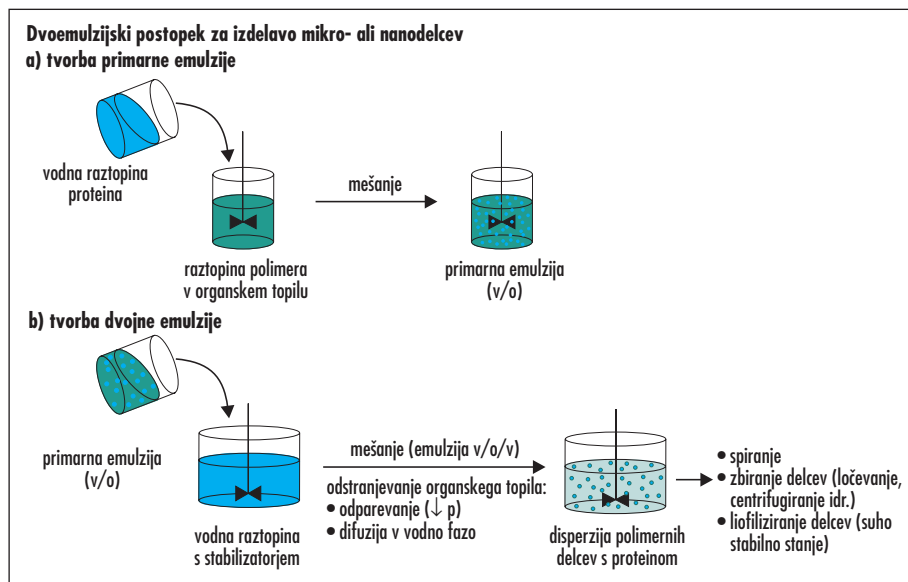 Dvoemulzijski postopek za izdelavo mikro- ali nanodelcev
a) tvorba primarne emulzije
vodna raztopina
proteina
mešanje
raztopina polimera
v organskem topilu
primarna emulzija
(v/o)
b) tvorba dvojne emulzije
primarna emulzija
(v/o)
vodna raztopina
s stabilizatorjem
mešanje (emulzija v/o/v)
odstranjevanje organskega topila:
• odparevanje (↓ p)
• difuzija v vodno fazo
disperzija polimernih
delcev s proteinom
• spiranje
• zbiranje delcev (ločevanje,
centrifugiranje idr.)
• liofiliziranje delcev (suho
stabilno stanje)